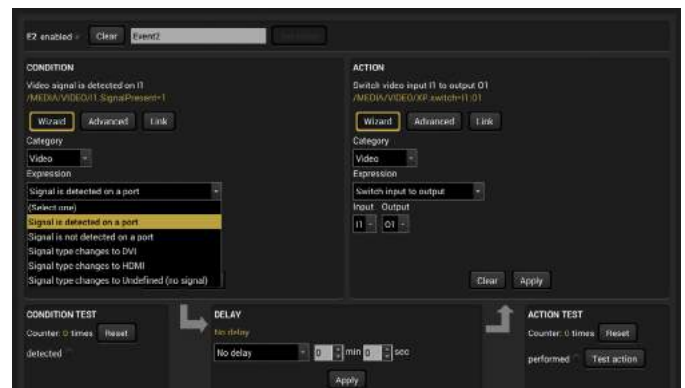 E2 enabled Clear Event2
CONDITION
Video signal is detected on I1
/MEDIA/VIDEO/I1.SignalPresent=1
Wizard Advanced Link
Category
Video
Expression
Signal is detected on a port
(Select one)
Signal is detected on a port
Signal is not detected on a port
Signal type changes to DVI
Signal type changes to HDMI
Signal type changes to Undefined (no signal)
ACTION
Switch video input I1 to output O1
/MEDIA/VIDEO/XP.switch=I1:O1
Wizard Advanced Link
Category
Video
Expression
Switch input to output
Input Output
I1 O1
Clear Apply
CONDITION TEST
Counter: 0 times Reset
detected
DELAY
No delay
No delay 0 min 0 sec
Apply
ACTION TEST
Counter: 0 times Reset
performed Test action